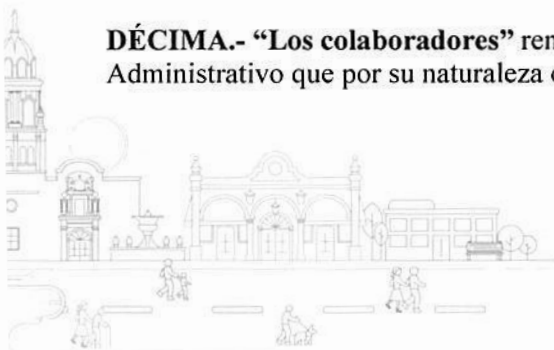 DÉCIMA.- “Los colaboradores”
Administrativo que por su naturaleza